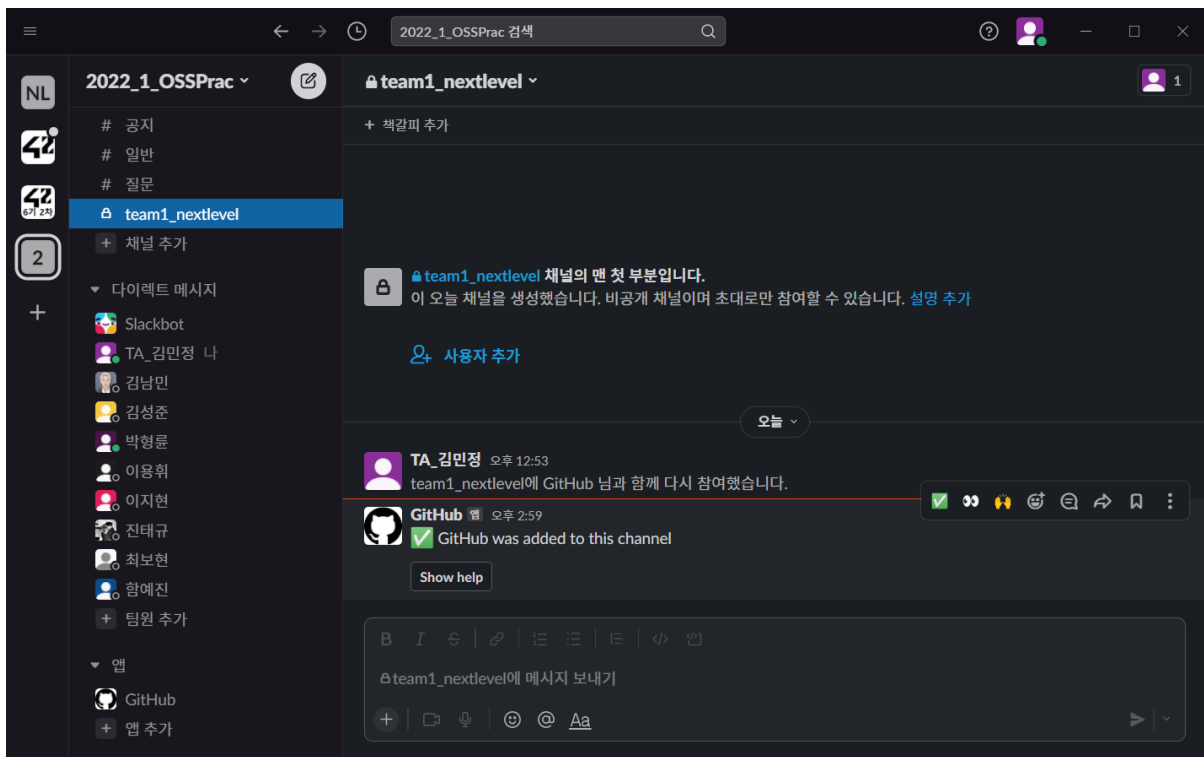 2022_1_OSSPrac 검색
NL
42
42
6기 2차
2
2022_1_OSSPrac
# 공지
# 일반
# 질문
team1_nextlevel
+ 채널 추가
다이렉트 메시지
Slackbot
TA_김민정 나
김남민
김성준
박형륜
이용휘
이지현
진태규
최보현
함예진
+ 팀원 추가
앱
GitHub
+ 앱 추가
team1_nextlevel
1
+ 책갈피 추가
team1_nextlevel 채널의 맨 첫 부분입니다.
이 오늘 채널을 생성했습니다. 비공개 채널이며 초대로만 참여할 수 있습니다. 설명 추가
사용자 추가
오늘
TA_김민정 오후 12:53
team1_nextlevel에 GitHub 님과 함께 다시 참여했습니다.
GitHub 앱 오후 2:59
✅ GitHub was added to this channel
Show help
B I S
team1_nextlevel에 메시지 보내기
+ @ Aa